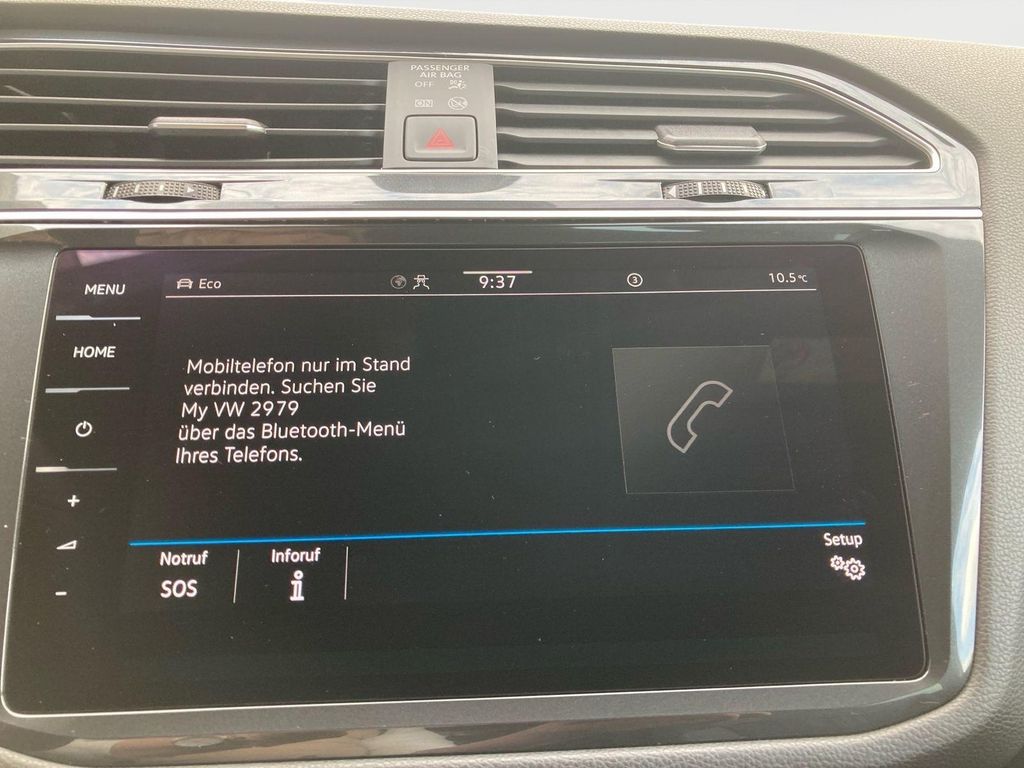 PASSENGER
AIR BAG
OFF
ON
MENU
Eco
9:37
3
10.5°C
HOME
Mobiltelefon nur im Stand
verbinden. Suchen Sie
My VW 2979
über das Bluetooth-Menü
Ihres Telefons.
+
-
Notruf
SOS
Inforuf
i
Setup